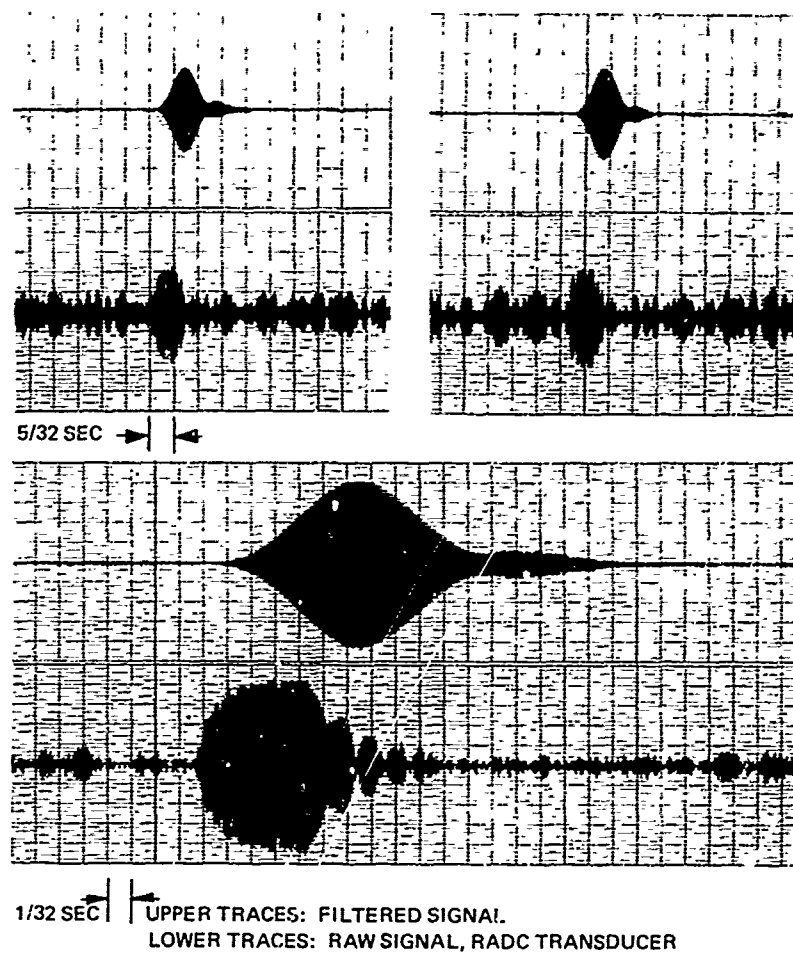 5/32 SEC
1/32 SEC
UPPER TRACES: FILTERED SIGNAL
LOWER TRACES: RAW SIGNAL, RADC TRANSDUCER